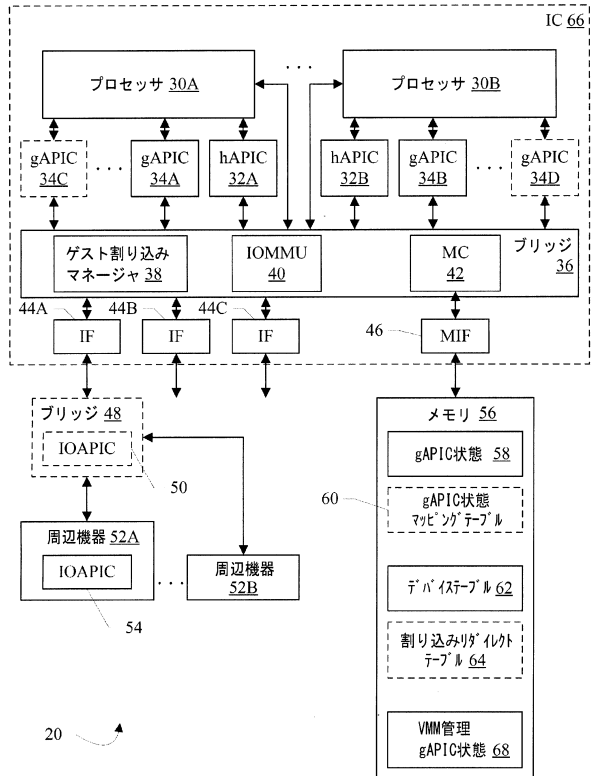 IC 66
プロセッサ 30A
. . .
プロセッサ 30B
gAPIC
34C
. . .
gAPIC
34A
hAPIC
32A
hAPIC
32B
gAPIC
34B
. . .
gAPIC
34D
ゲスト割り込み
マネージャ 38
IOMMU
40
MC
42
ブリッジ
36
44A
44B
44C
IF
IF
IF
46
MIF
ブリッジ 48
IOAPIC
50
周辺機器 52A
IOAPIC
54
. . .
周辺機器
52B
メモリ 56
gAPIC状態 58
60
gAPIC状態
マッピングテーブル
デバイステーブル 62
割り込みリダイレクト
テーブル 64
VMM管理
gAPIC状態 68
20